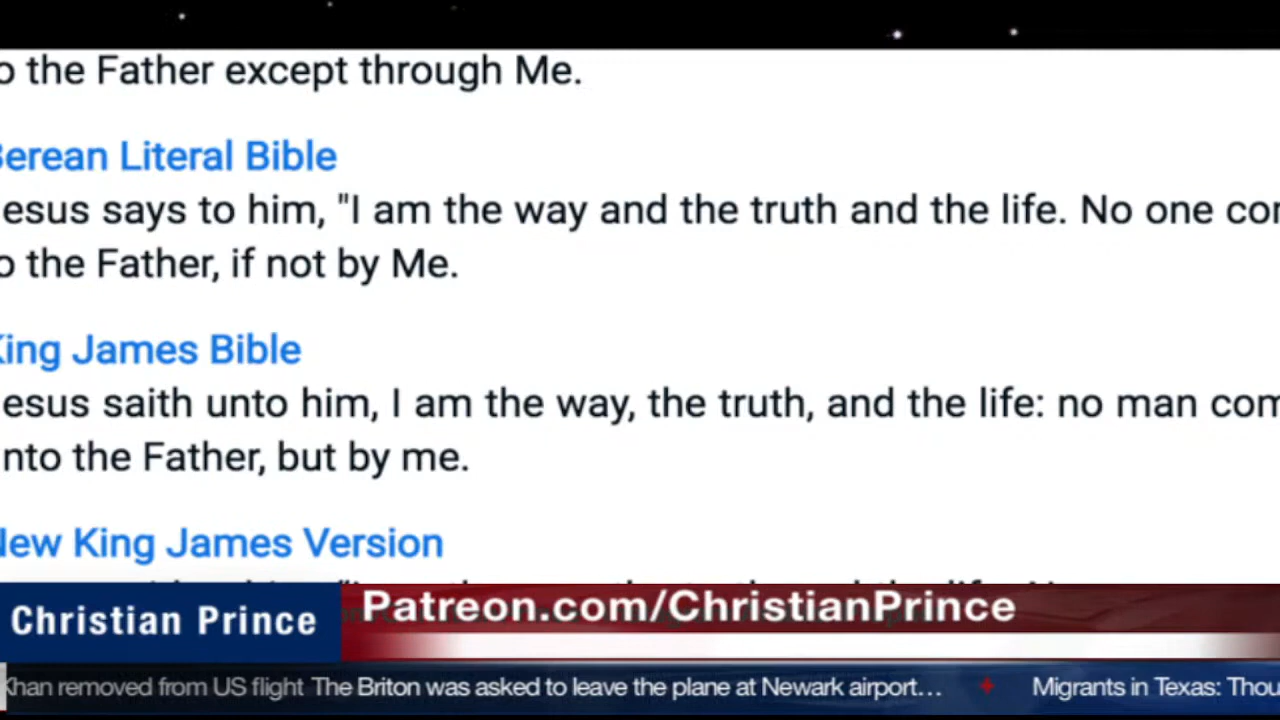 o the Father except through Me.
Berean Literal Bible
esus says to him, "I am the way and the truth and the life. No one co
o the Father, if not by Me.
King James Bible
esus saith unto him, I am the way, the truth, and the life: no man com
nto the Father, but by me.
New King James Version
Christian Prince
Patreon.com/ChristianPrince
Khan removed from US flight The Briton was asked to leave the plane at Newark airport... Migrants in Texas: Thou